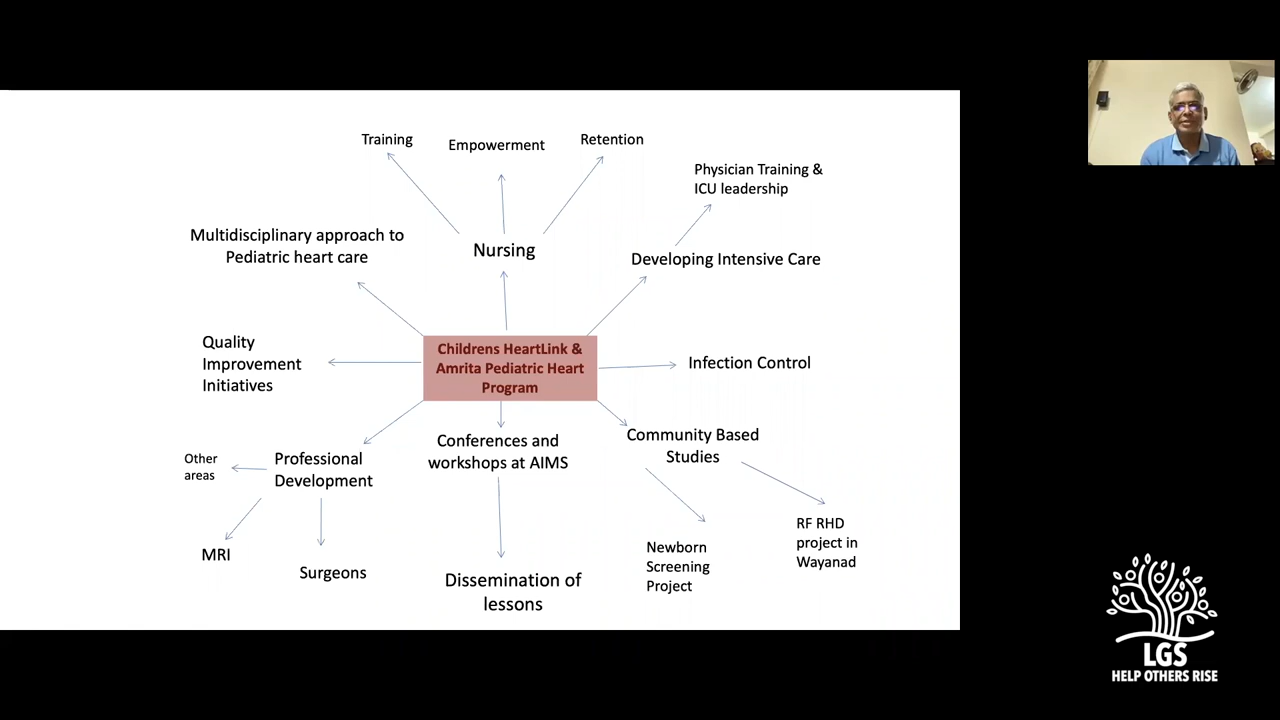 Training
Empowerment
Retention
Physician Training &
ICU leadership
Multidisciplinary approach to
Pediatric heart care
Nursing
Developing Intensive Care
Quality
Improvement
Initiatives
Childrens HeartLink &
Amrita Pediatric Heart
Program
Infection Control
Other
areas
Professional
Development
Conferences and
workshops at AIMS
Community Based
Studies
MRI
Surgeons
Dissemination of
lessons
Newborn
Screening
Project
RF RHD
project in
Wayanad
LGS
HELP OTHERS RISE